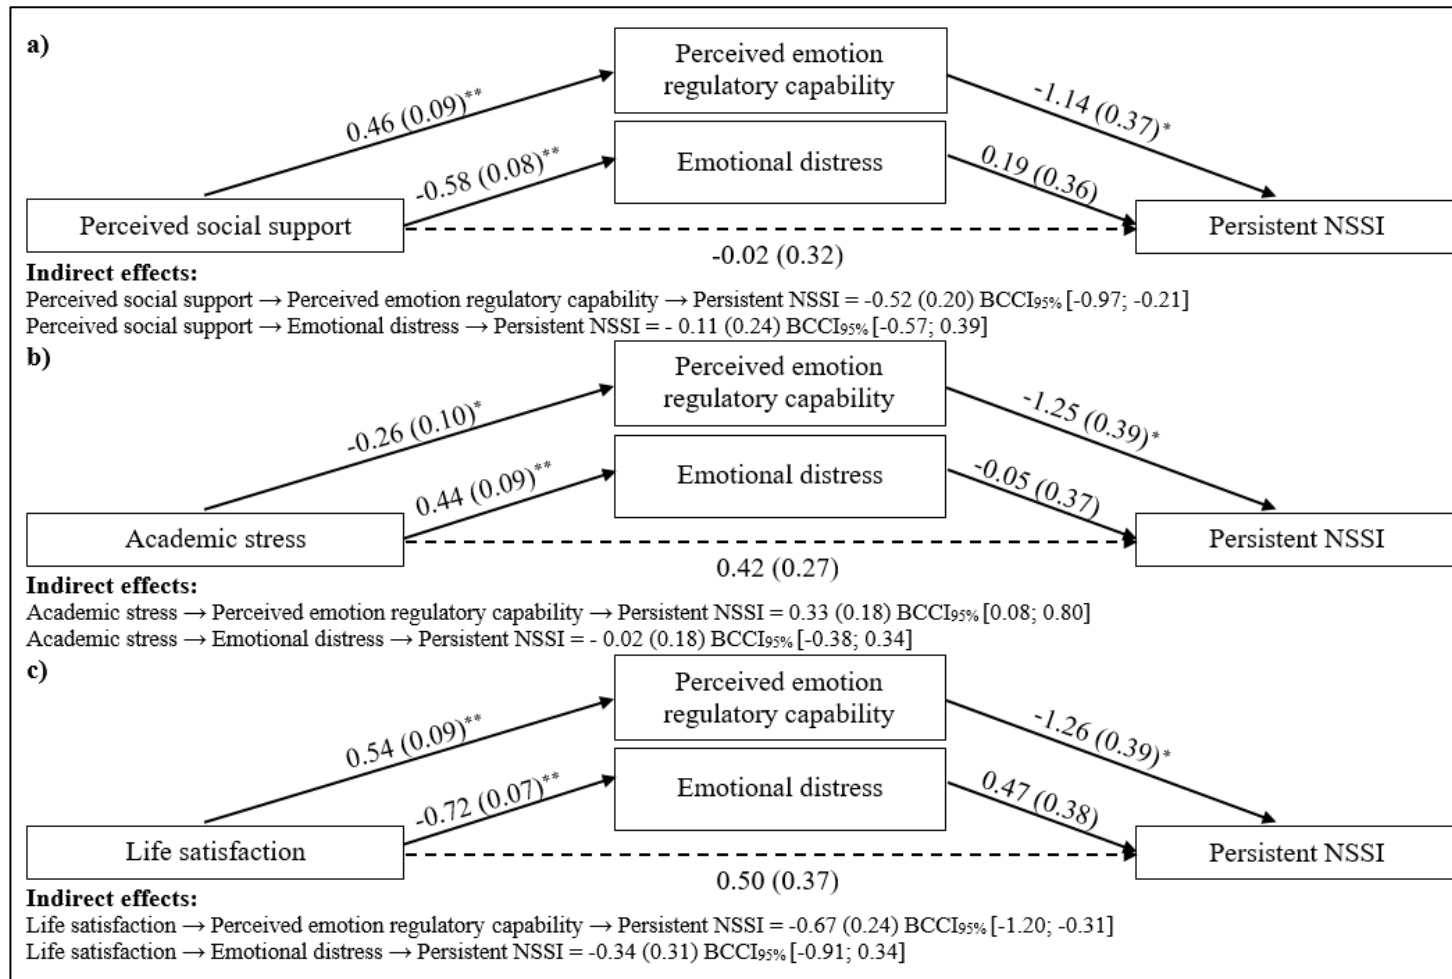 a)
Perceived emotion
regulatory capability
0.46 (0.09)**
-1.14 (0.37)*
Emotional distress
-0.58 (0.08)**
0.19 (0.36)
Perceived social support
Persistent NSSI
-0.02 (0.32)
Indirect effects:
Perceived social support → Perceived emotion regulatory capability → Persistent NSSI = -0.52 (0.20) BCCI95% [-0.97; -0.21]
Perceived social support → Emotional distress → Persistent NSSI = - 0.11 (0.24) BCCI95% [-0.57; 0.39]
b)
Perceived emotion
regulatory capability
-0.26 (0.10)*
-1.25 (0.39)*
Emotional distress
0.44 (0.09)**
-0.05 (0.37)
Academic stress
Persistent NSSI
0.42 (0.27)
Indirect effects:
Academic stress → Perceived emotion regulatory capability → Persistent NSSI = 0.33 (0.18) BCCI95% [0.08; 0.80]
Academic stress → Emotional distress → Persistent NSSI = - 0.02 (0.18) BCCI95% [-0.38; 0.34]
c)
Perceived emotion
regulatory capability
0.54 (0.09)**
-1.26 (0.39)*
Emotional distress
-0.72 (0.07)**
0.47 (0.38)
Life satisfaction
Persistent NSSI
0.50 (0.37)
Indirect effects:
Life satisfaction → Perceived emotion regulatory capability → Persistent NSSI = -0.67 (0.24) BCCI95% [-1.20; -0.31]
Life satisfaction → Emotional distress → Persistent NSSI = -0.34 (0.31) BCCI95% [-0.91; 0.34]